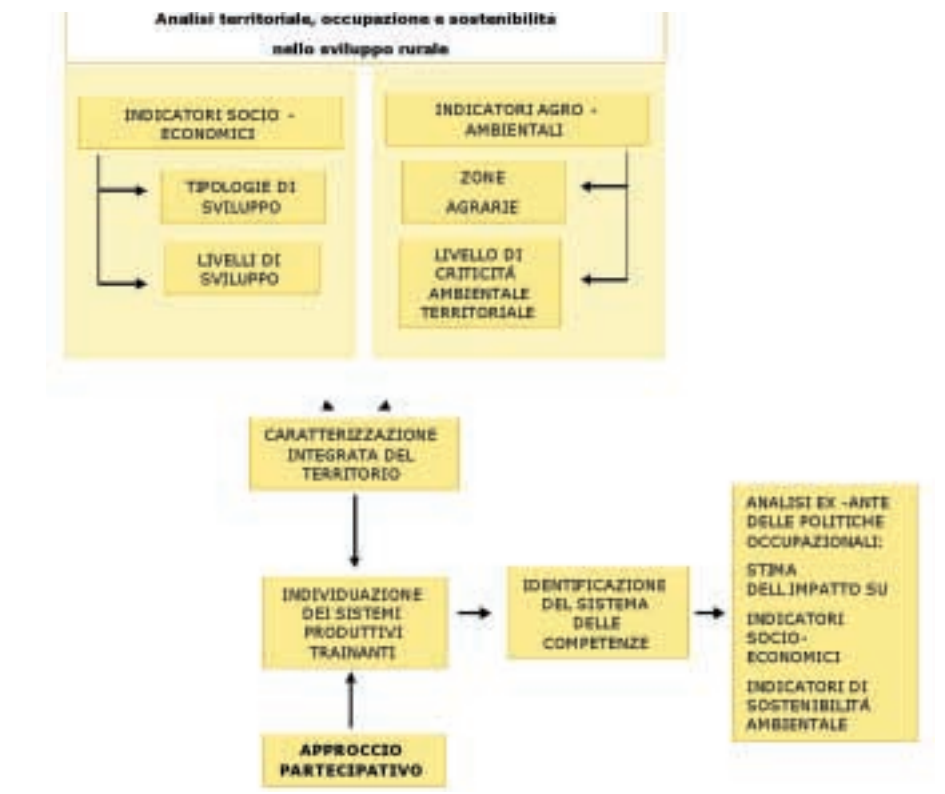 Analisi territoriale, occupazione e sostenibilità
nello sviluppo rurale
INDICATORI SOCIO -
ECONOMICI
TIPOLOGIE DI
SVILUPPO
LIVELLI DI
SVILUPPO
INDICATORI AGRO -
AMBIENTALI
ZONE
AGRARIE
LIVELLO DI
CRITICITÁ
AMBIENTALE
TERRITORIALE
CARATTERIZZAZIONE
INTEGRATA DEL
TERRITORIO
INDIVIDUAZIONE
DEI SISTEMI
PRODUTTIVI
TRAINANTI
APPROCCIO
PARTECIPATIVO
IDENTIFICAZIONE
DEL SISTEMA
DELLE
COMPETENZE
ANALISI EX -ANTE
DELLE POLITICHE
OCCUPAZIONALI:
STIMA
DELL'IMPATTO SU
INDICATORI
SOCIO-
ECONOMICI
INDICATORI DI
SOSTENIBILITÁ
AMBIENTALE